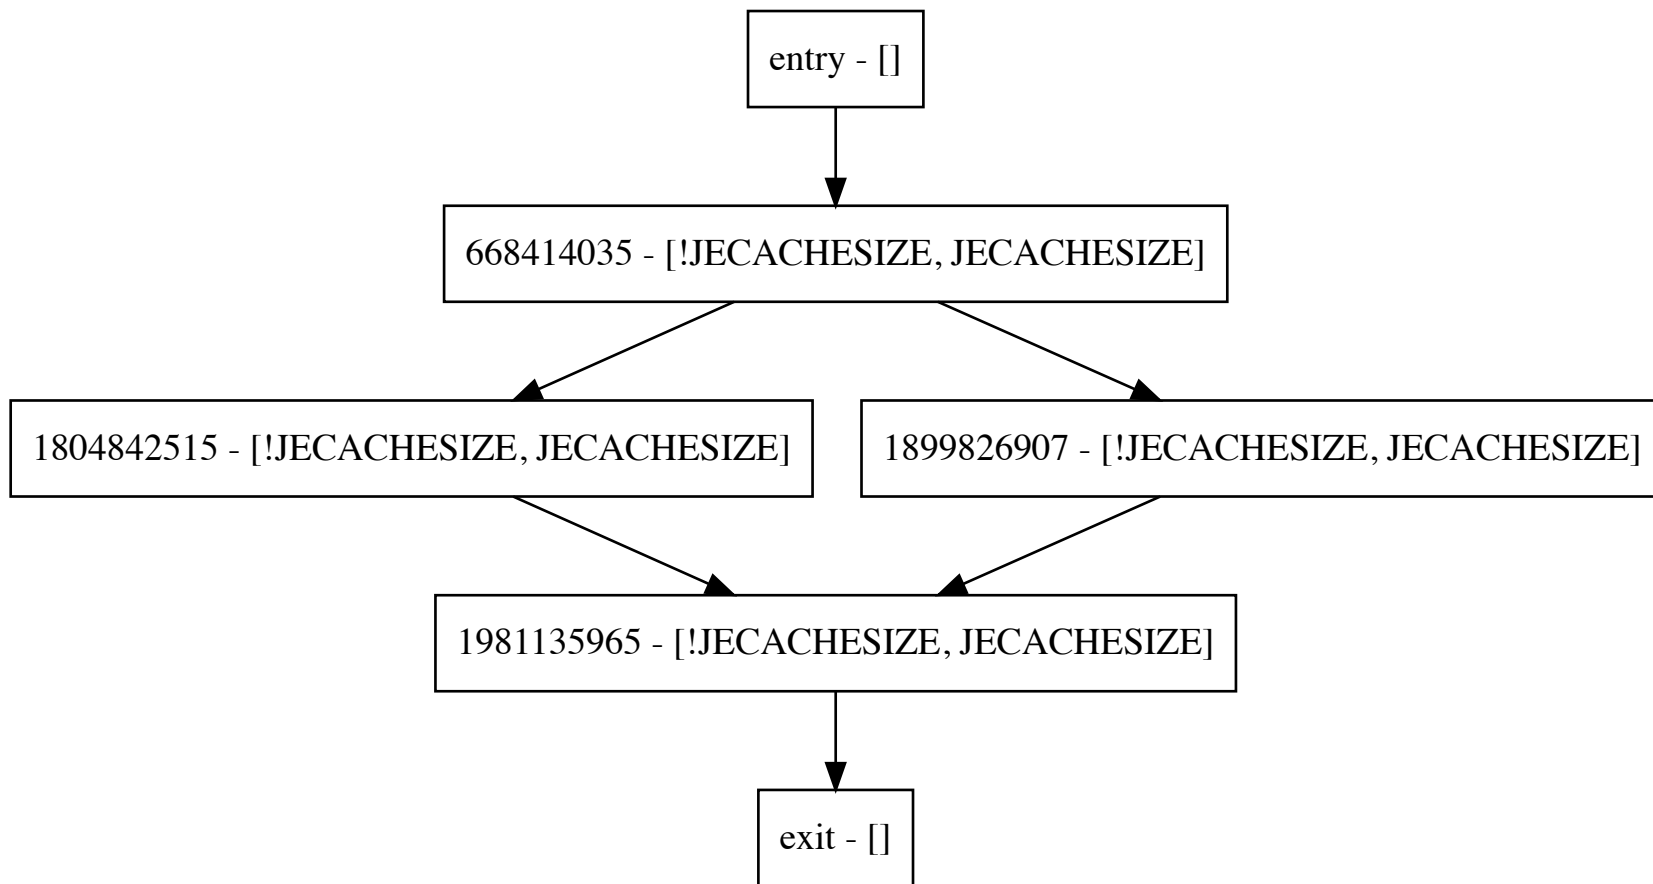 entry - []
668414035 - [!JECACHESIZE, JECACHESIZE]
1804842515 - [!JECACHESIZE, JECACHESIZE]
1899826907 - [!JECACHESIZE, JECACHESIZE]
1981135965 - [!JECACHESIZE, JECACHESIZE]
exit - []